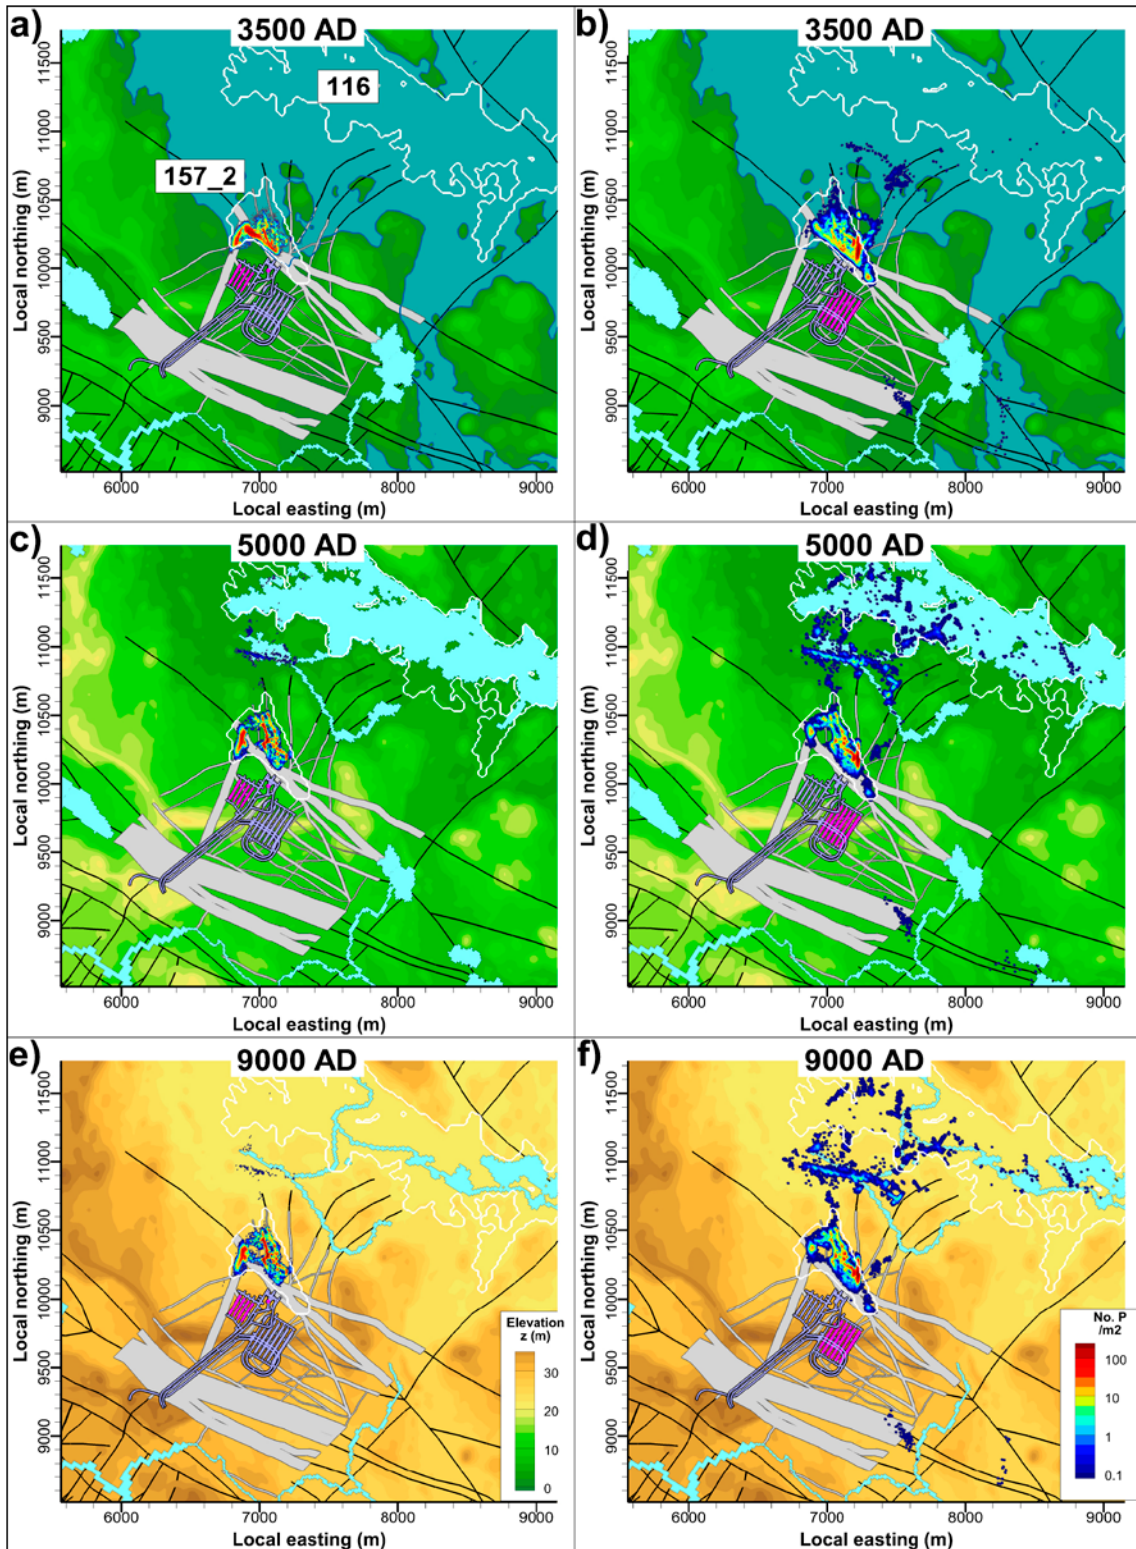 a)
3500 AD
116
157_2
11500
11000
10500
10000
9500
9000
Local northing (m)
6000 7000 8000 9000
Local easting (m)
b)
3500 AD
11500
11000
10500
10000
9500
9000
Local northing (m)
6000 7000 8000 9000
Local easting (m)
c)
5000 AD
11500
11000
10500
10000
9500
9000
Local northing (m)
6000 7000 8000 9000
Local easting (m)
d)
5000 AD
11500
11000
10500
10000
9500
9000
Local northing (m)
6000 7000 8000 9000
Local easting (m)
e)
9000 AD
11500
11000
10500
10000
9500
9000
Local northing (m)
Elevation
z (m)
30
20
10
0
6000 7000 8000 9000
Local easting (m)
f)
9000 AD
11500
11000
10500
10000
9500
9000
Local northing (m)
No. P
/m2
100
10
5
1
0.1
6000 7000 8000 9000
Local easting (m)